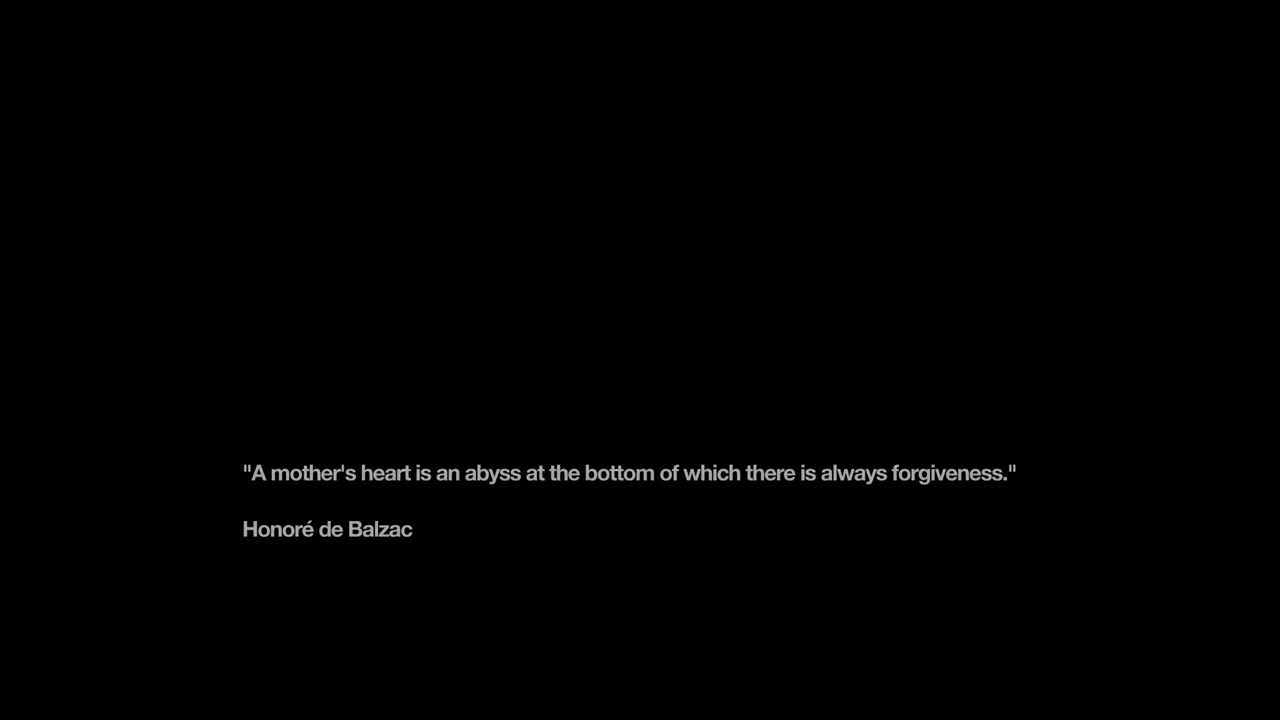 "A mother's heart is an abyss at the bottom of which there is always forgiveness."
Honoré de Balzac